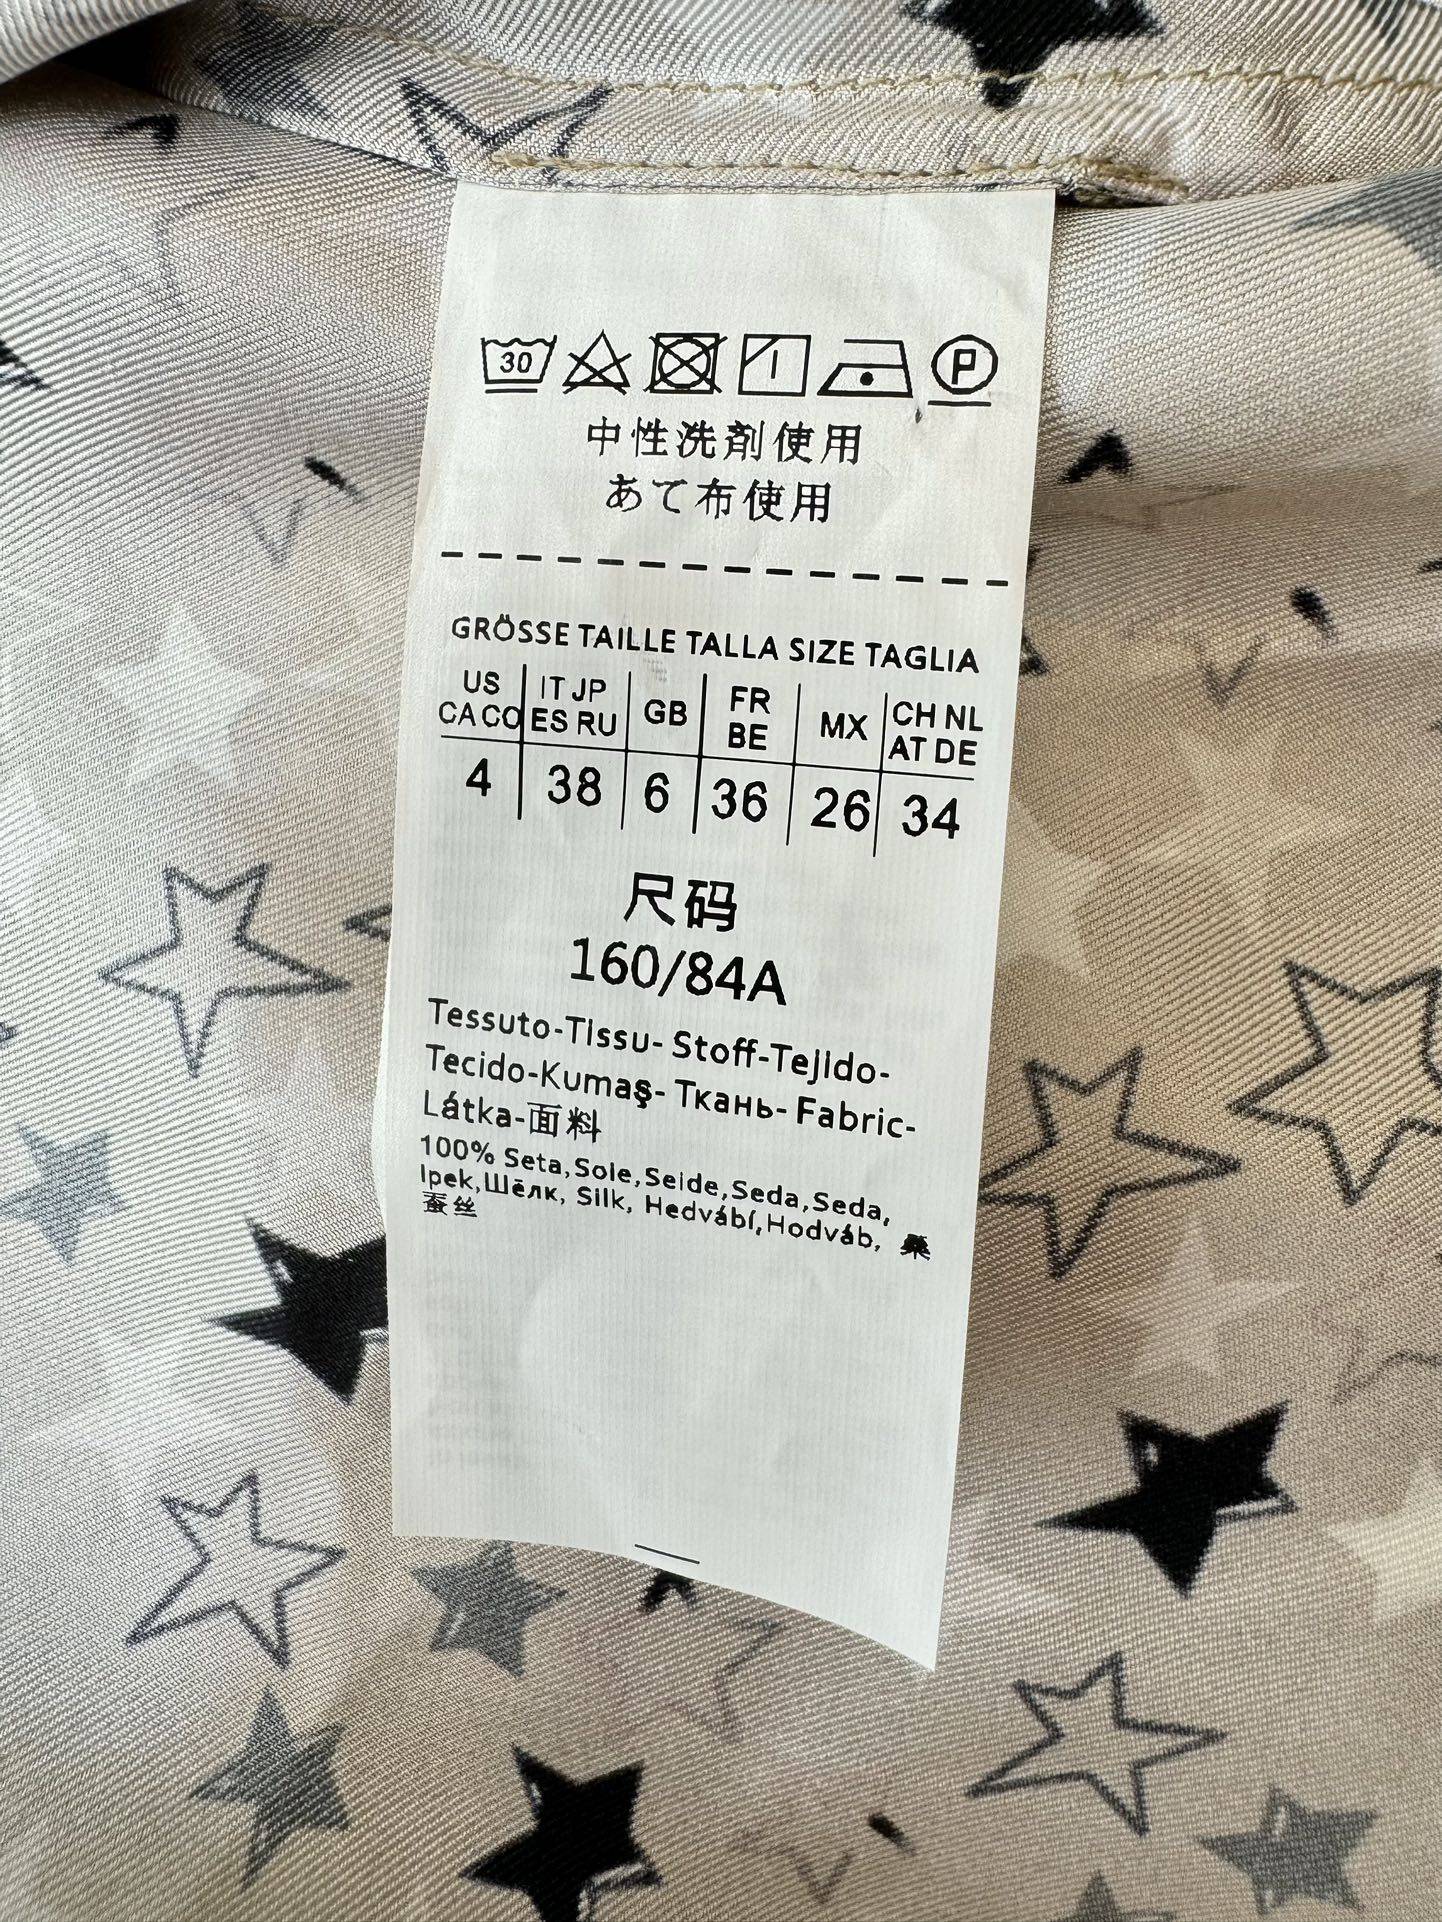 30 P
中性洗剤使用
あて布使用
GRÖSSE TAILLE TALLA SIZE TAGLIA
US CA CO IT JP ES RU GB FR BE MX CH NL AT DE
4 38 6 36 26 34
尺码
160/84A
Tessuto-Tissu- Stoff-Tejido-
Tecido-Kumaş- Ткань- Fabric-
Látka-面料
100% Seta,Soie,Seide,Seda,Seda,
Ipek,Шёлк, Silk, Hedvábí,Hodváb, 桑
蚕丝